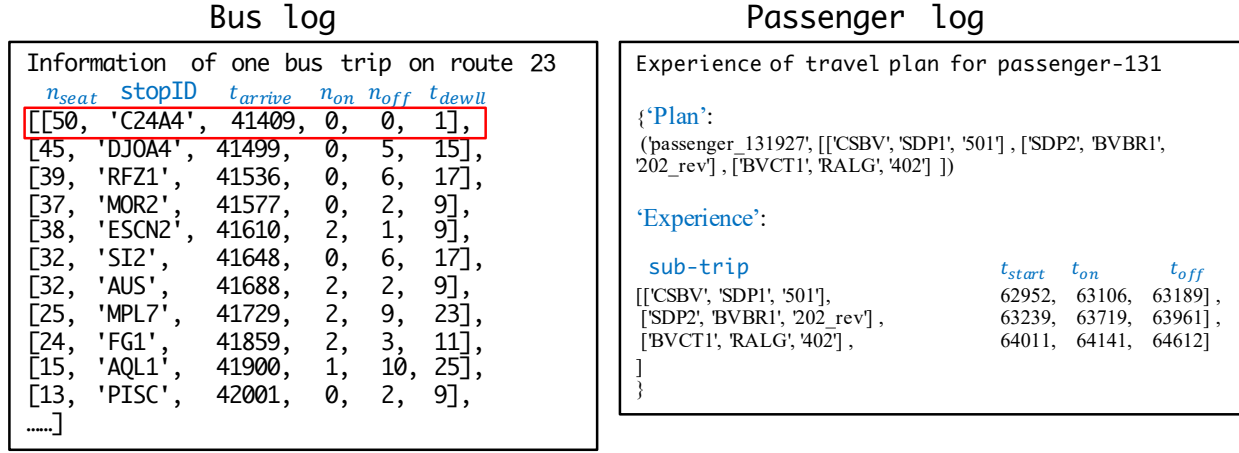 Bus log
Information of one bus trip on route 23
n_seat stopID t_arrive n_on n_off t_dewll
[[50, 'C24A4', 41409, 0, 0, 1],
[45, 'DJOA4', 41499, 0, 5, 15],
[39, 'RFZ1', 41536, 0, 6, 17],
[37, 'MOR2', 41577, 0, 2, 9],
[38, 'ESCN2', 41610, 2, 1, 9],
[32, 'SI2', 41648, 0, 6, 17],
[32, 'AUS', 41688, 2, 2, 9],
[25, 'MPL7', 41729, 2, 9, 23],
[24, 'FG1', 41859, 2, 3, 11],
[15, 'AQL1', 41900, 1, 10, 25],
[13, 'PISC', 42001, 0, 2, 9],
……]
Passenger log
Experience of travel plan for passenger-131
{‘Plan’:
('passenger_131927', [['CSBV', 'SDP1', '501'] , ['SDP2', 'BVBR1',
'202_rev'] , ['BVCT1', 'RALG', '402'] ])
‘Experience’:
sub-trip t_start t_on t_off
[['CSBV', 'SDP1', '501'], 62952, 63106, 63189] ,
['SDP2', 'BVBR1', '202_rev'] , 63239, 63719, 63961] ,
['BVCT1', 'RALG', '402'] , 64011, 64141, 64612]
]
}